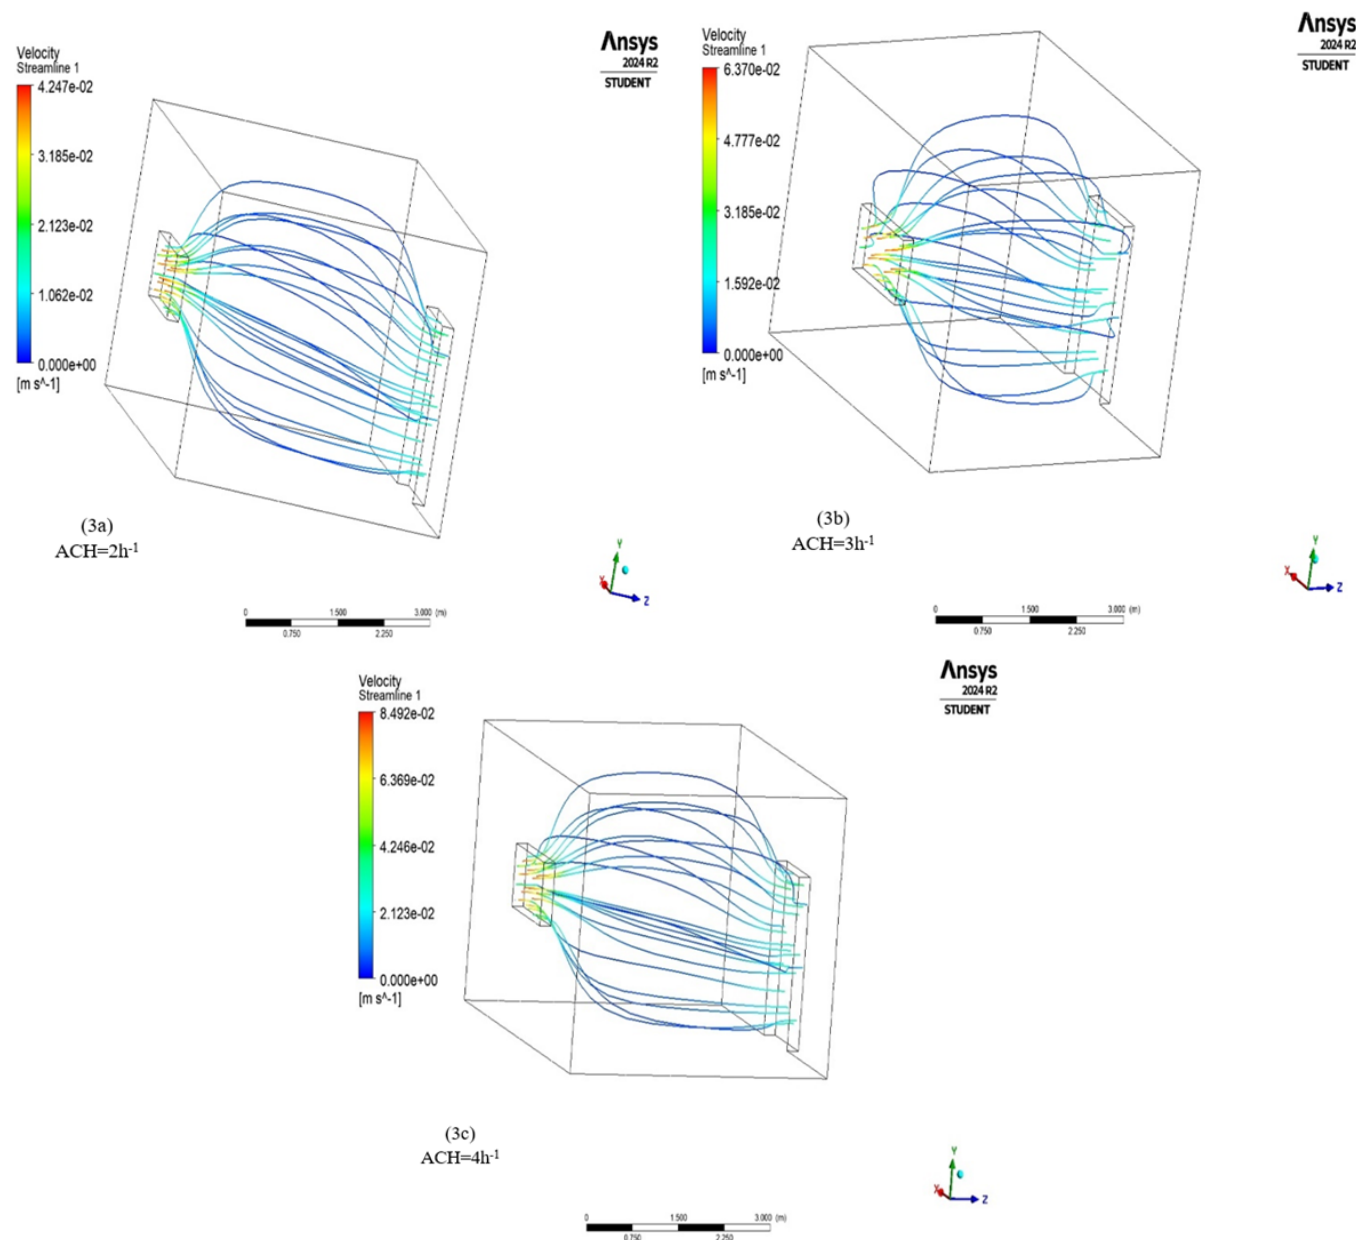 Velocity
Streamline 1
4.247e-02
3.185e-02
2.123e-02
1.062e-02
0.000e+00
[m s^-1]
Ansys
2024 R2
STUDENT
(3a)
ACH=2h-1
Y
X
Z
0 1.500 3.000 (m)
0.750 2.250
Velocity
Streamline 1
6.370e-02
4.777e-02
3.185e-02
1.592e-02
0.000e+00
[m s^-1]
Ansys
2024 R2
STUDENT
(3b)
ACH=3h-1
Y
X
Z
0 1.500 3.000 (m)
0.750 2.250
Velocity
Streamline 1
8.492e-02
6.369e-02
4.246e-02
2.123e-02
0.000e+00
[m s^-1]
Ansys
2024 R2
STUDENT
(3c)
ACH=4h-1
Y
X
Z
0 1.500 3.000 (m)
0.750 2.250